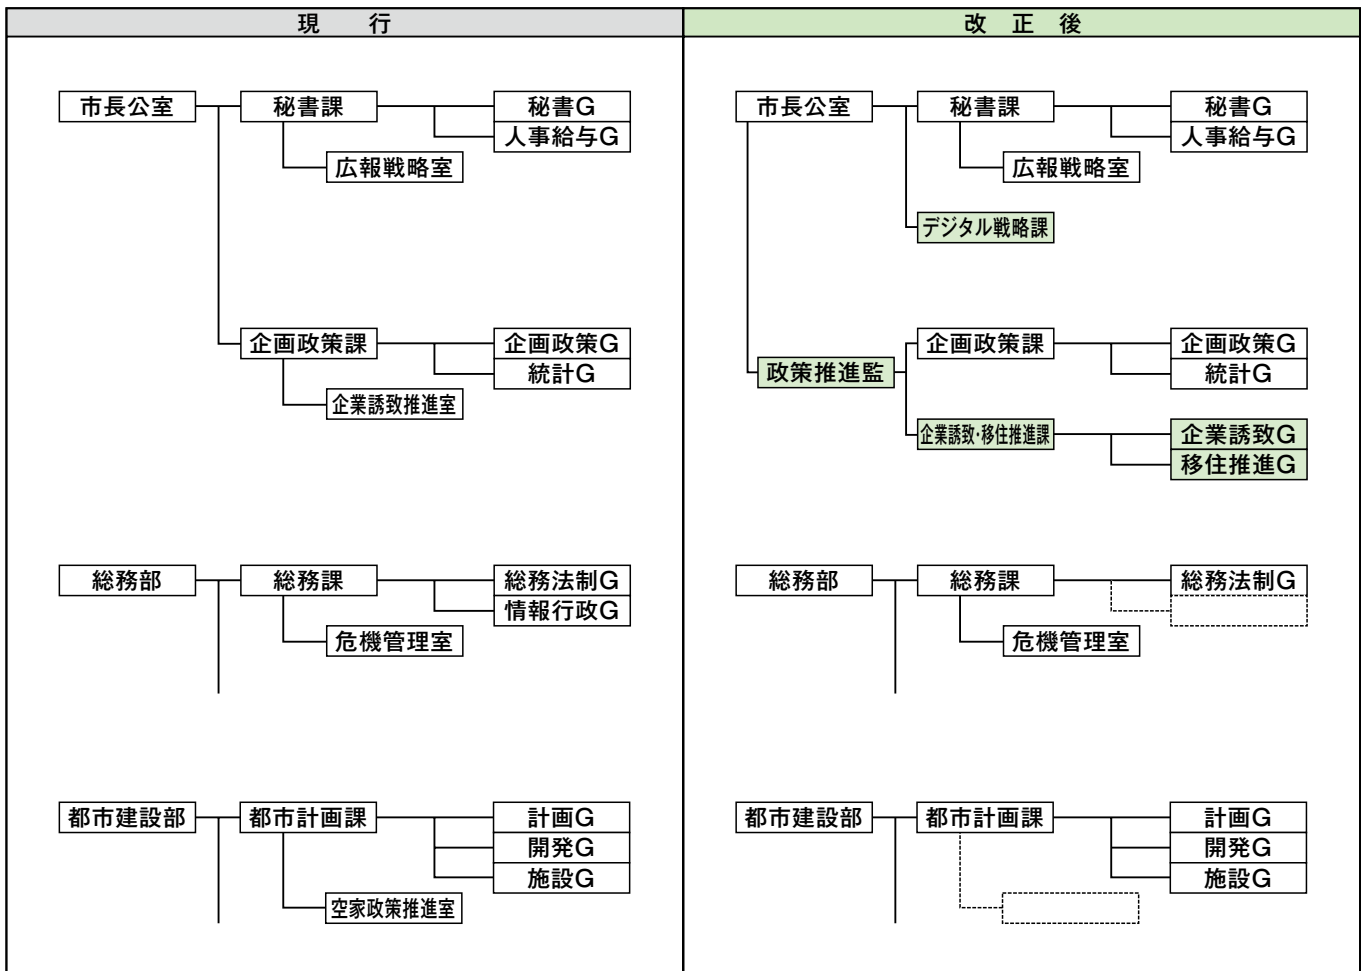 現　行
市長公室
秘書課
秘書G
人事給与G
広報戦略室
企画政策課
企画政策G
統計G
企業誘致推進室
総務部
総務課
総務法制G
情報行政G
危機管理室
都市建設部
都市計画課
計画G
開発G
施設G
空家政策推進室
改　正　後
市長公室
秘書課
秘書G
人事給与G
広報戦略室
デジタル戦略課
政策推進監
企画政策課
企画政策G
統計G
企業誘致・移住推進課
企業誘致G
移住推進G
総務部
総務課
総務法制G
危機管理室
都市建設部
都市計画課
計画G
開発G
施設G